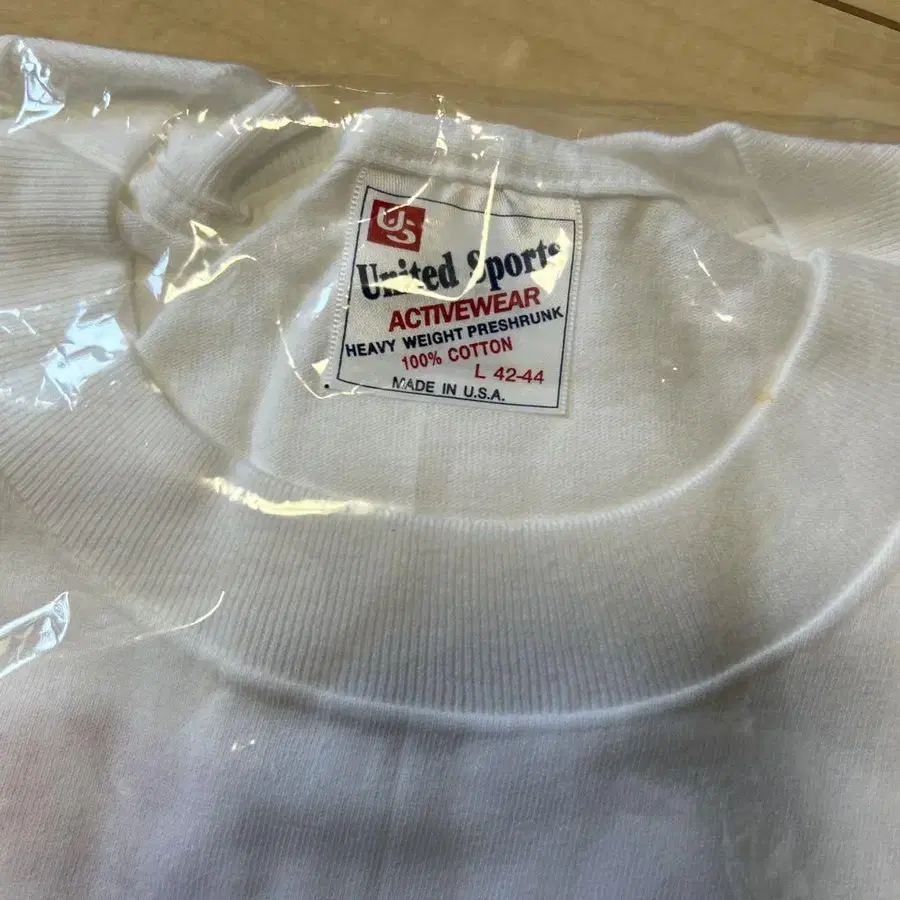 US
United Sports
ACTIVEWEAR
HEAVY WEIGHT PRESHRUNK
100% COTTON
L 42-44
MADE IN U.S.A.